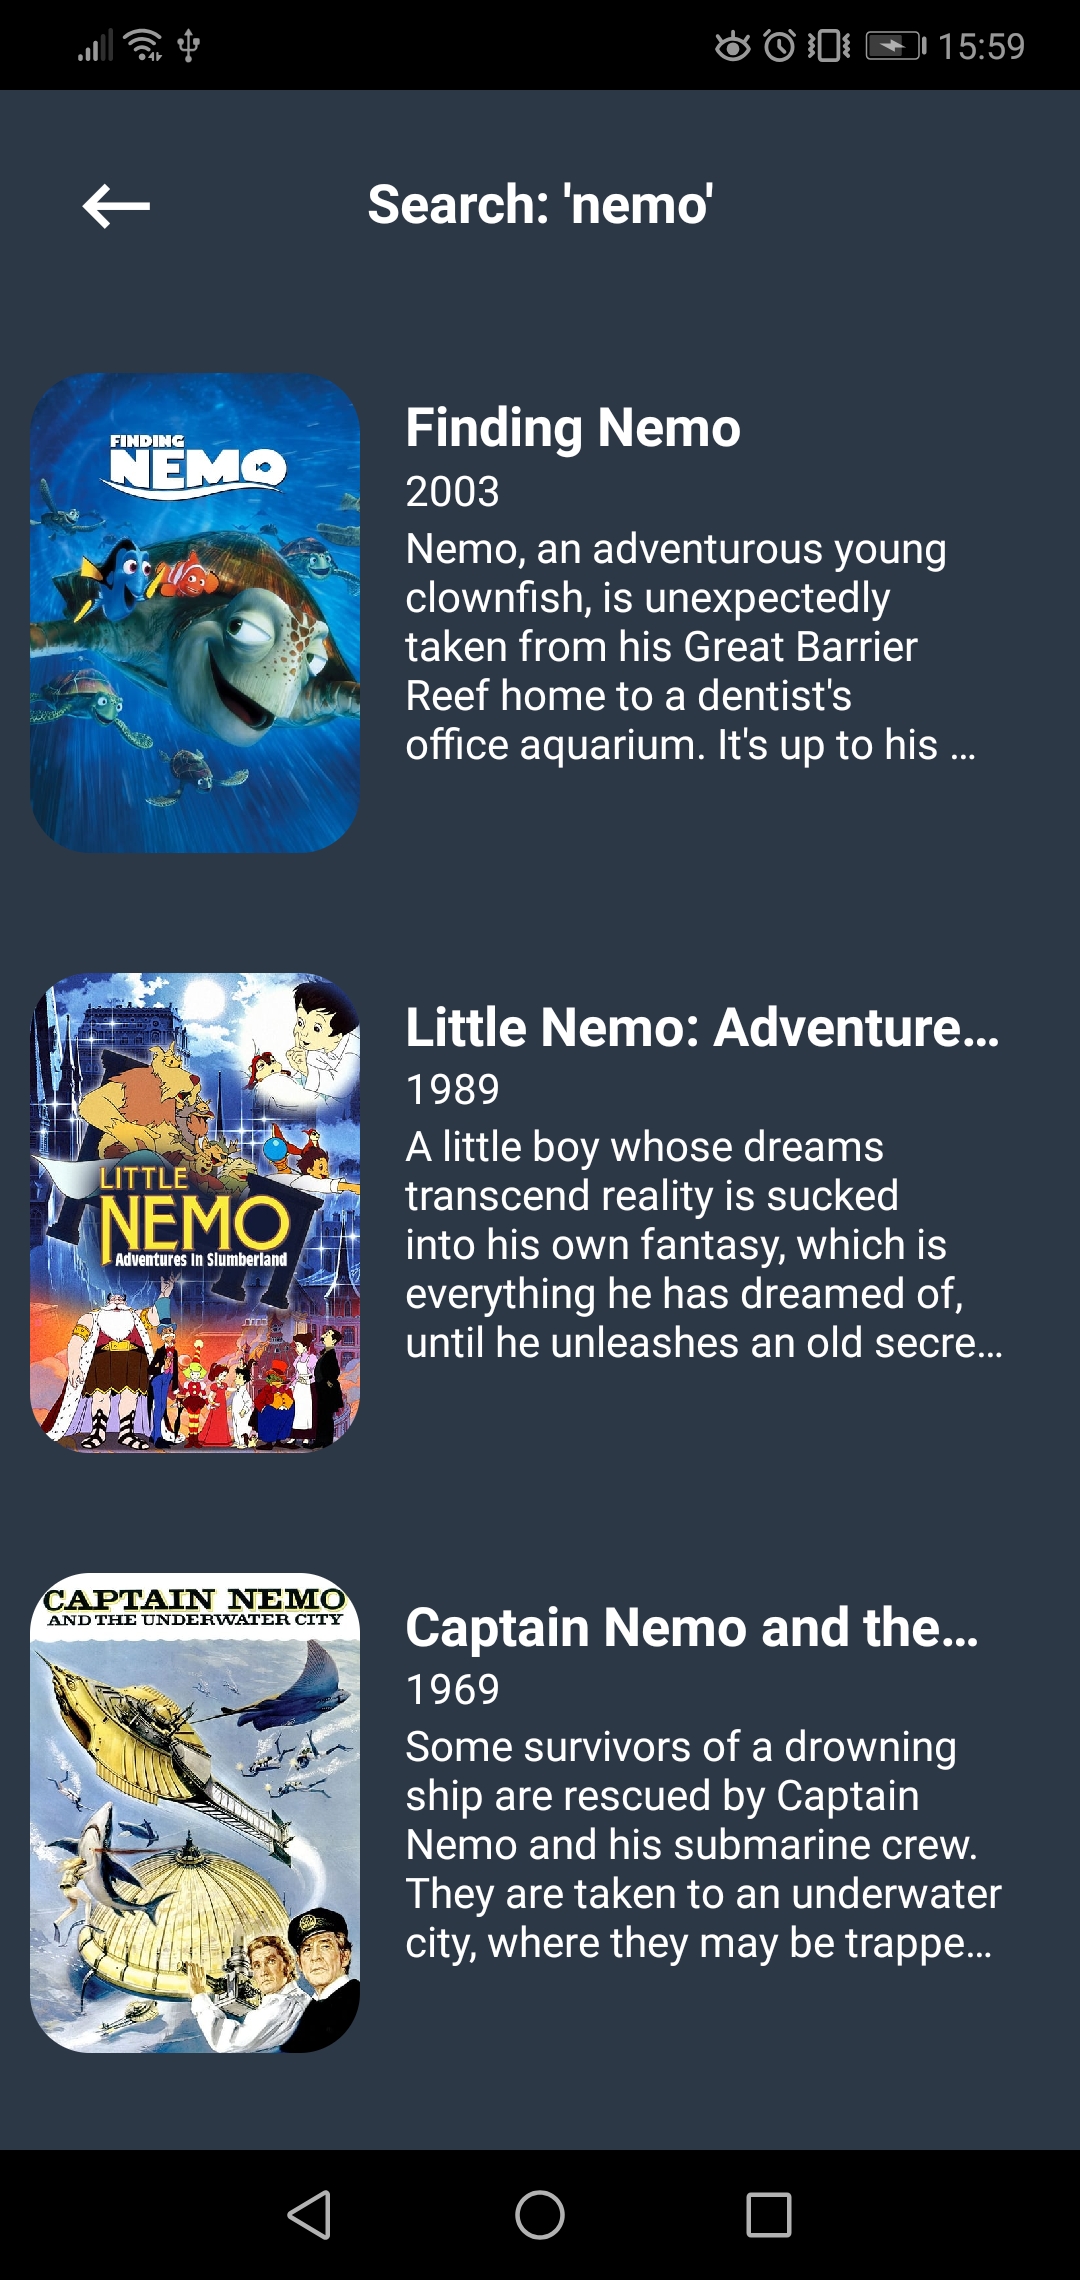 15:59
Search: 'nemo'
FINDING
NEMO
Finding Nemo
2003
Nemo, an adventurous young
clownfish, is unexpectedly
taken from his Great Barrier
Reef home to a dentist's
office aquarium. It's up to his ...
LITTLE
NEMO
Adventures In Slumberland
Little Nemo: Adventure...
1989
A little boy whose dreams
transcend reality is sucked
into his own fantasy, which is
everything he has dreamed of,
until he unleashes an old secre...
CAPTAIN NEMO
AND THE UNDERWATER CITY
Captain Nemo and the...
1969
Some survivors of a drowning
ship are rescued by Captain
Nemo and his submarine crew.
They are taken to an underwater
city, where they may be trappe...